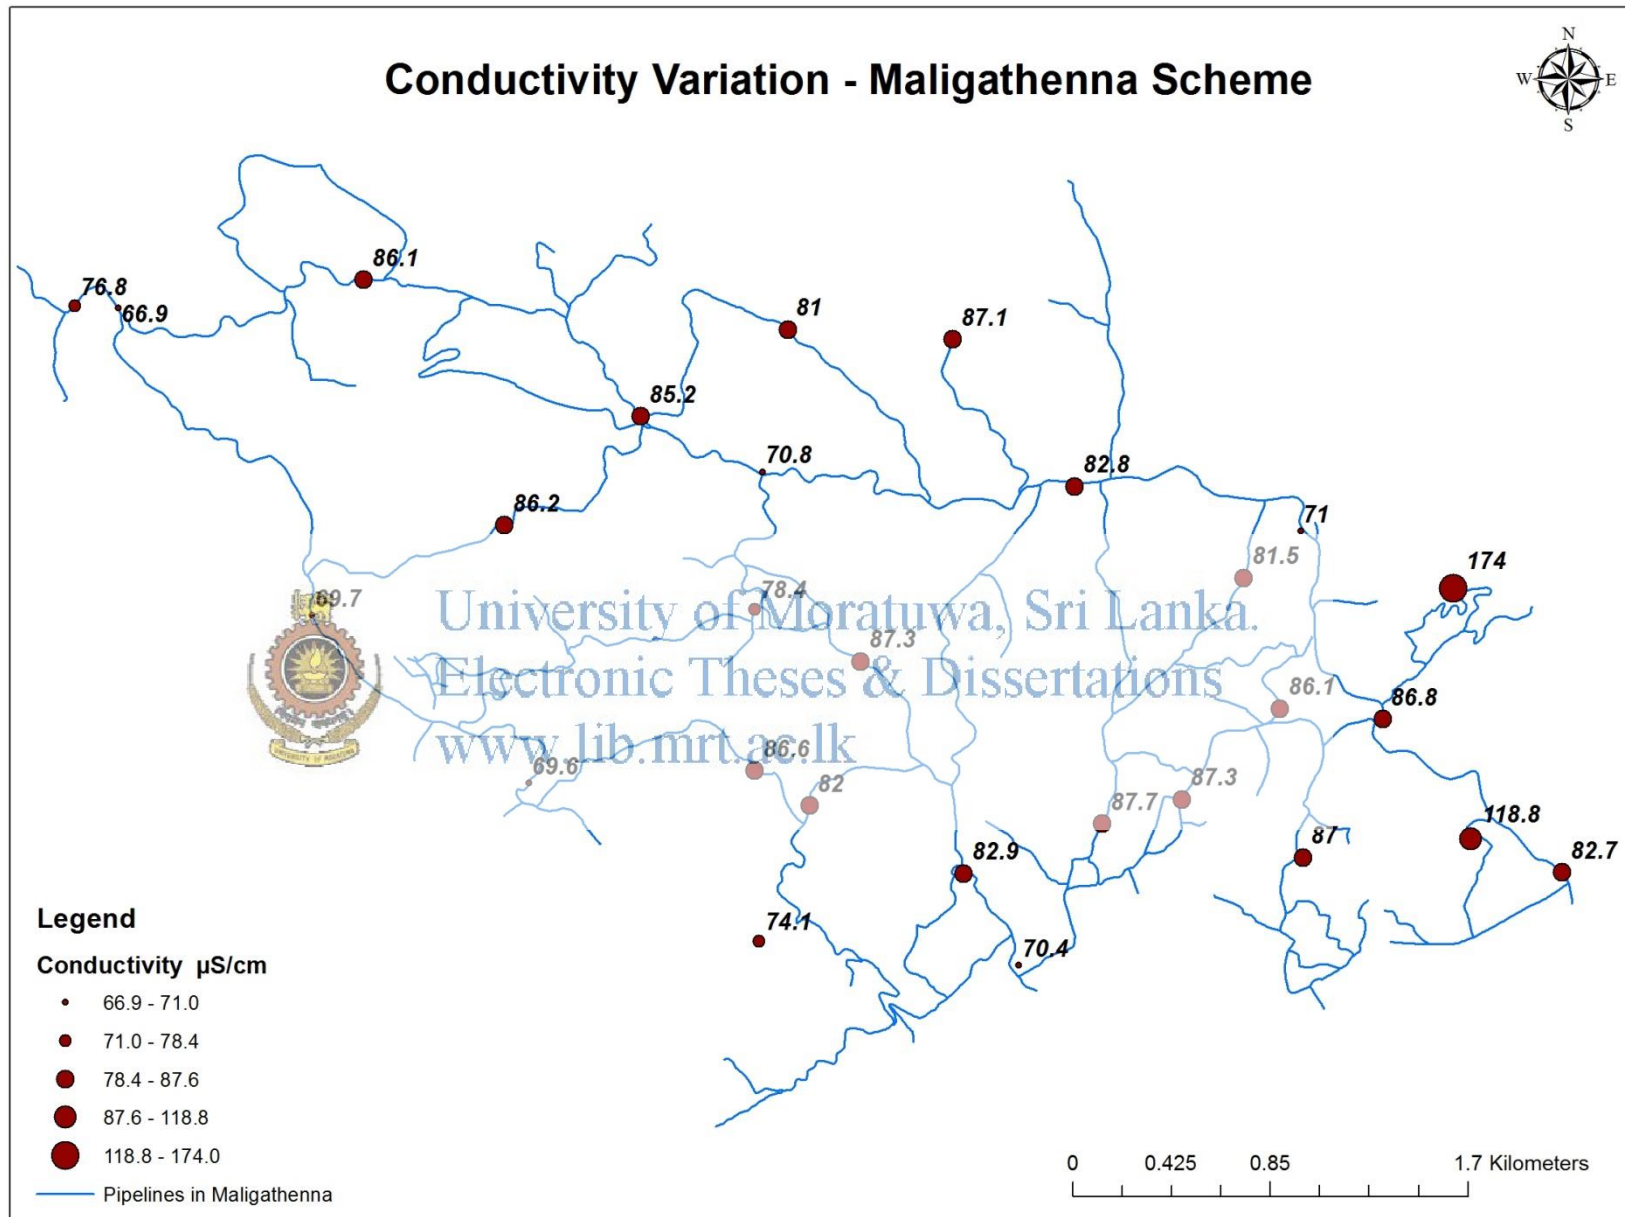 Conductivity Variation - Maligathenna Scheme
N
W E
S
86.1
76.8
66.9
81
87.1
85.2
70.8
82.8
86.2
71
81.5
174
69.7
78.4
University of Moratuwa, Sri Lanka.
87.3
Electronic Theses & Dissertations
86.1
86.8
www.lib.mrt.ac.lk
86.6
69.6
82
87.3
87.7
118.8
87
82.9
82.7
74.1
70.4
Legend
Conductivity µS/cm
66.9 - 71.0
71.0 - 78.4
78.4 - 87.6
87.6 - 118.8
118.8 - 174.0
Pipelines in Maligathenna
0 0.425 0.85 1.7 Kilometers